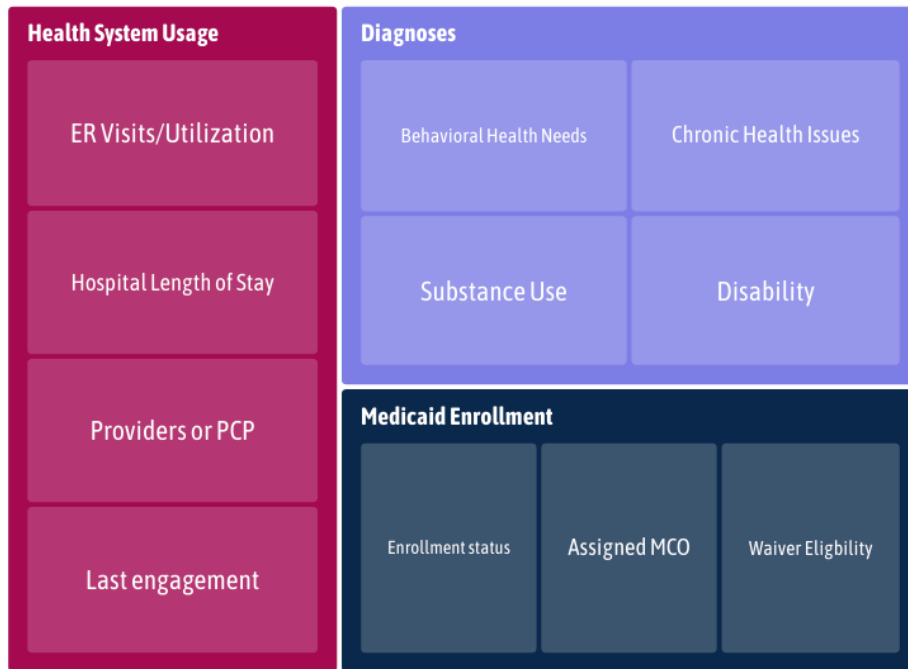 Health System Usage
ER Visits/Utilization
Hospital Length of Stay
Providers or PCP
Last engagement
Diagnoses
Behavioral Health Needs
Chronic Health Issues
Substance Use
Disability
Medicaid Enrollment
Enrollment status
Assigned MCO
Waiver Eligbility